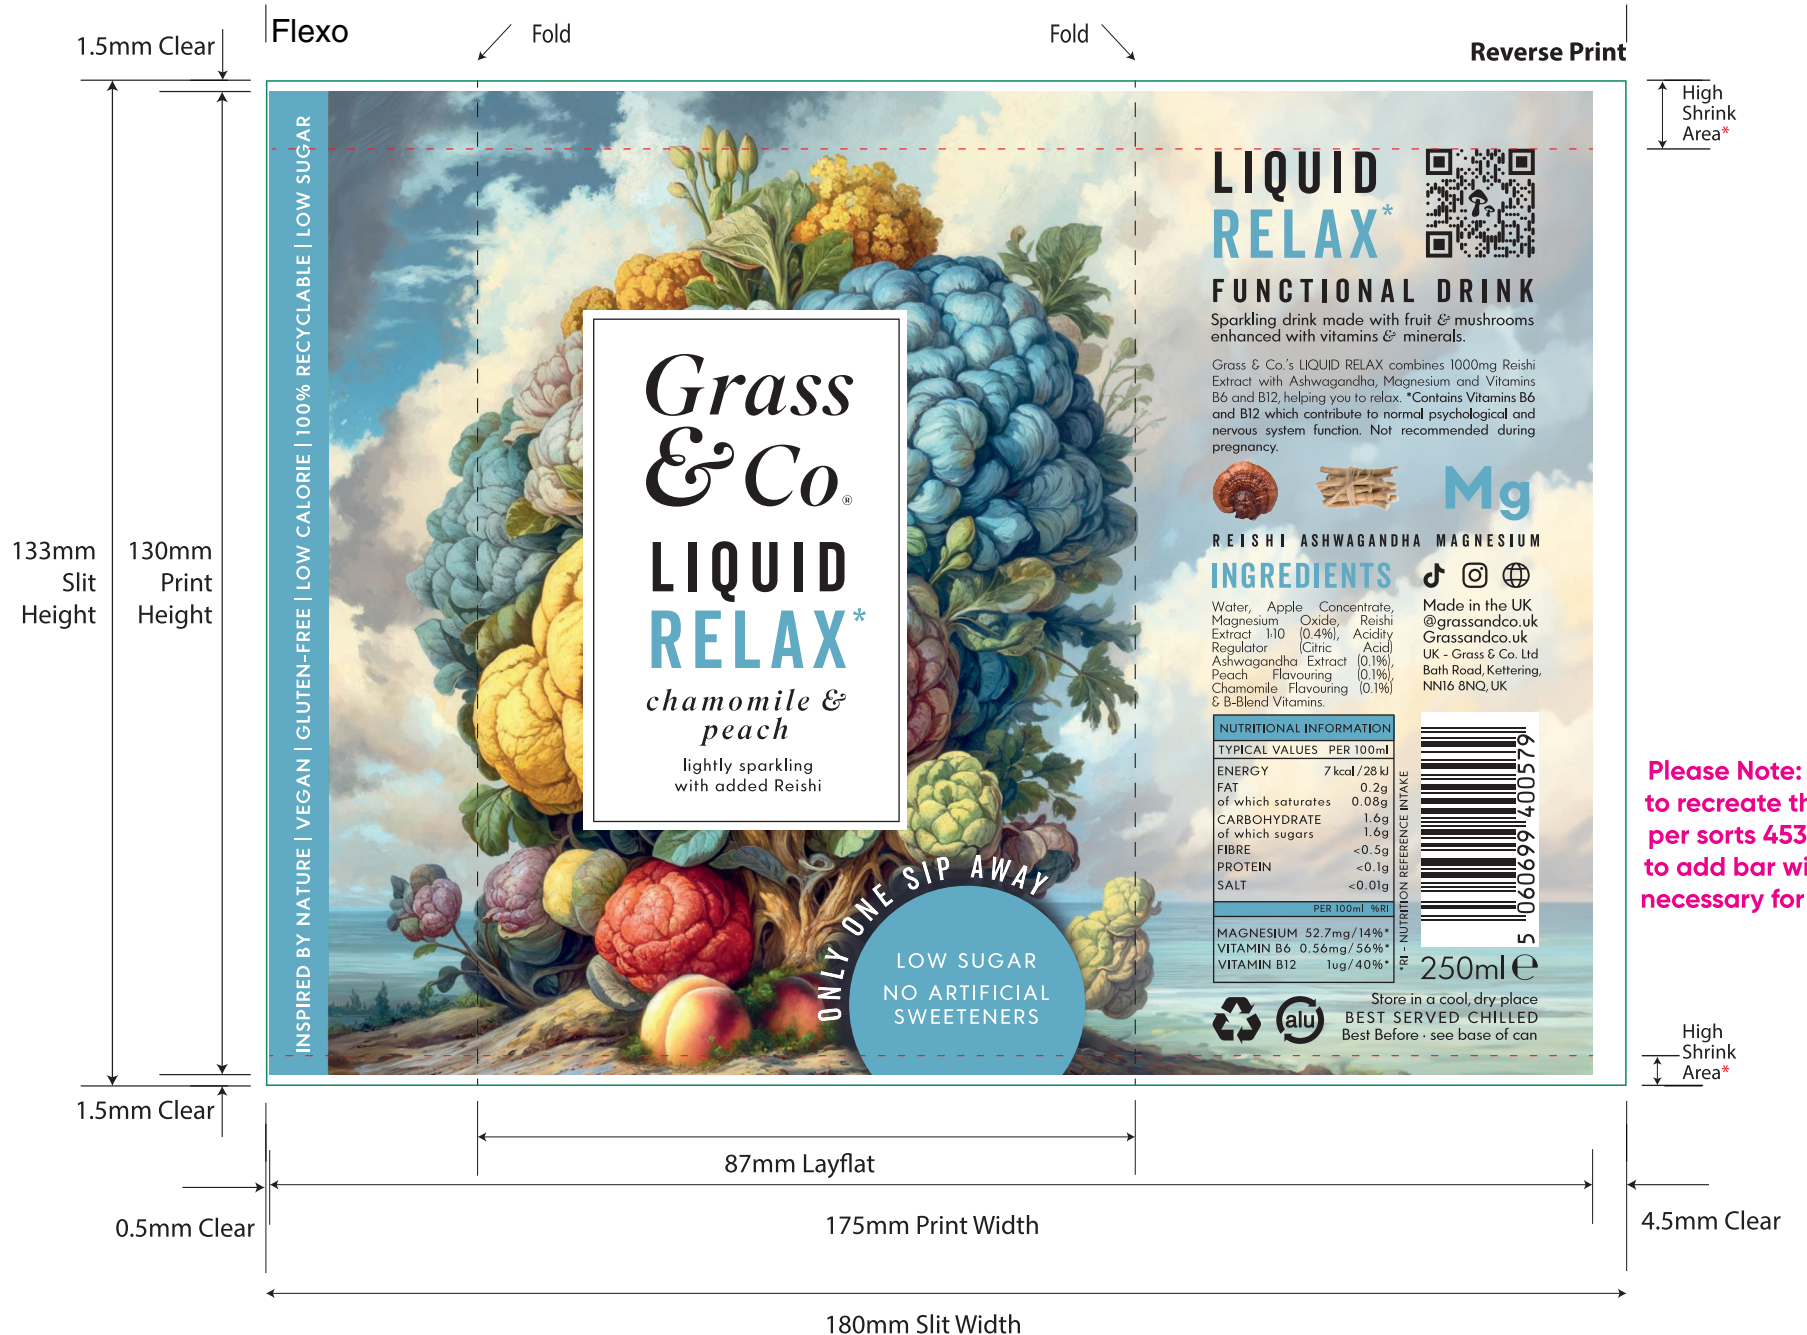 Flexo
Fold
Fold
Reverse Print
1.5mm Clear
High
Shrink
Area*
133mm
Slit
Height
130mm
Print
Height
INSPIRED BY NATURE | VEGAN | GLUTEN-FREE | LOW CALORIE | 100% RECYCLABLE | LOW SUGAR
Grass
& Co®
LIQUID
RELAX*
chamomile &
peach
lightly sparkling
with added Reishi
ONLY ONE SIP AWAY
LOW SUGAR
NO ARTIFICIAL
SWEETENERS
LIQUID
RELAX*
FUNCTIONAL DRINK
Sparkling drink made with fruit & mushrooms
enhanced with vitamins & minerals.
Grass & Co.'s LIQUID RELAX combines 1000mg Reishi
Extract with Ashwagandha, Magnesium and Vitamins
B6 and B12, helping you to relax. *Contains Vitamins B6
and B12 which contribute to normal psychological and
nervous system function. Not recommended during
pregnancy.
Mg
REISHI ASHWAGANDHA MAGNESIUM
INGREDIENTS
Water, Apple Concentrate,
Magnesium Oxide, Reishi
Extract 1:10 (0.4%), Acidity
Regulator (Citric Acid)
Ashwagandha Extract (0.1%),
Peach Flavouring (0.1%),
Chamomile Flavouring (0.1%)
& B-Blend Vitamins.
Made in the UK
@grassandco.uk
Grassandco.uk
UK - Grass & Co. Ltd
Bath Road, Kettering,
NN16 8NQ, UK
NUTRITIONAL INFORMATION
TYPICAL VALUES PER 100ml
ENERGY 7 kcal / 28 kJ
FAT 0.2g
of which saturates 0.08g
CARBOHYDRATE 1.6g
of which sugars 1.6g
FIBRE <0.5g
PROTEIN <0.1g
SALT <0.01g
PER 100ml %RI
MAGNESIUM 52.7mg/14%*
VITAMIN B6 0.56mg/56%*
VITAMIN B12 1ug/40%*
*RI - NUTRITION REFERENCE INTAKE
5 060699 400579
250ml e
alu
Store in a cool, dry place
BEST SERVED CHILLED
Best Before · see base of can
Please Note:
to recreate th
per sorts 453
to add bar wi
necessary for
High
Shrink
Area*
1.5mm Clear
87mm Layflat
0.5mm Clear
175mm Print Width
4.5mm Clear
180mm Slit Width